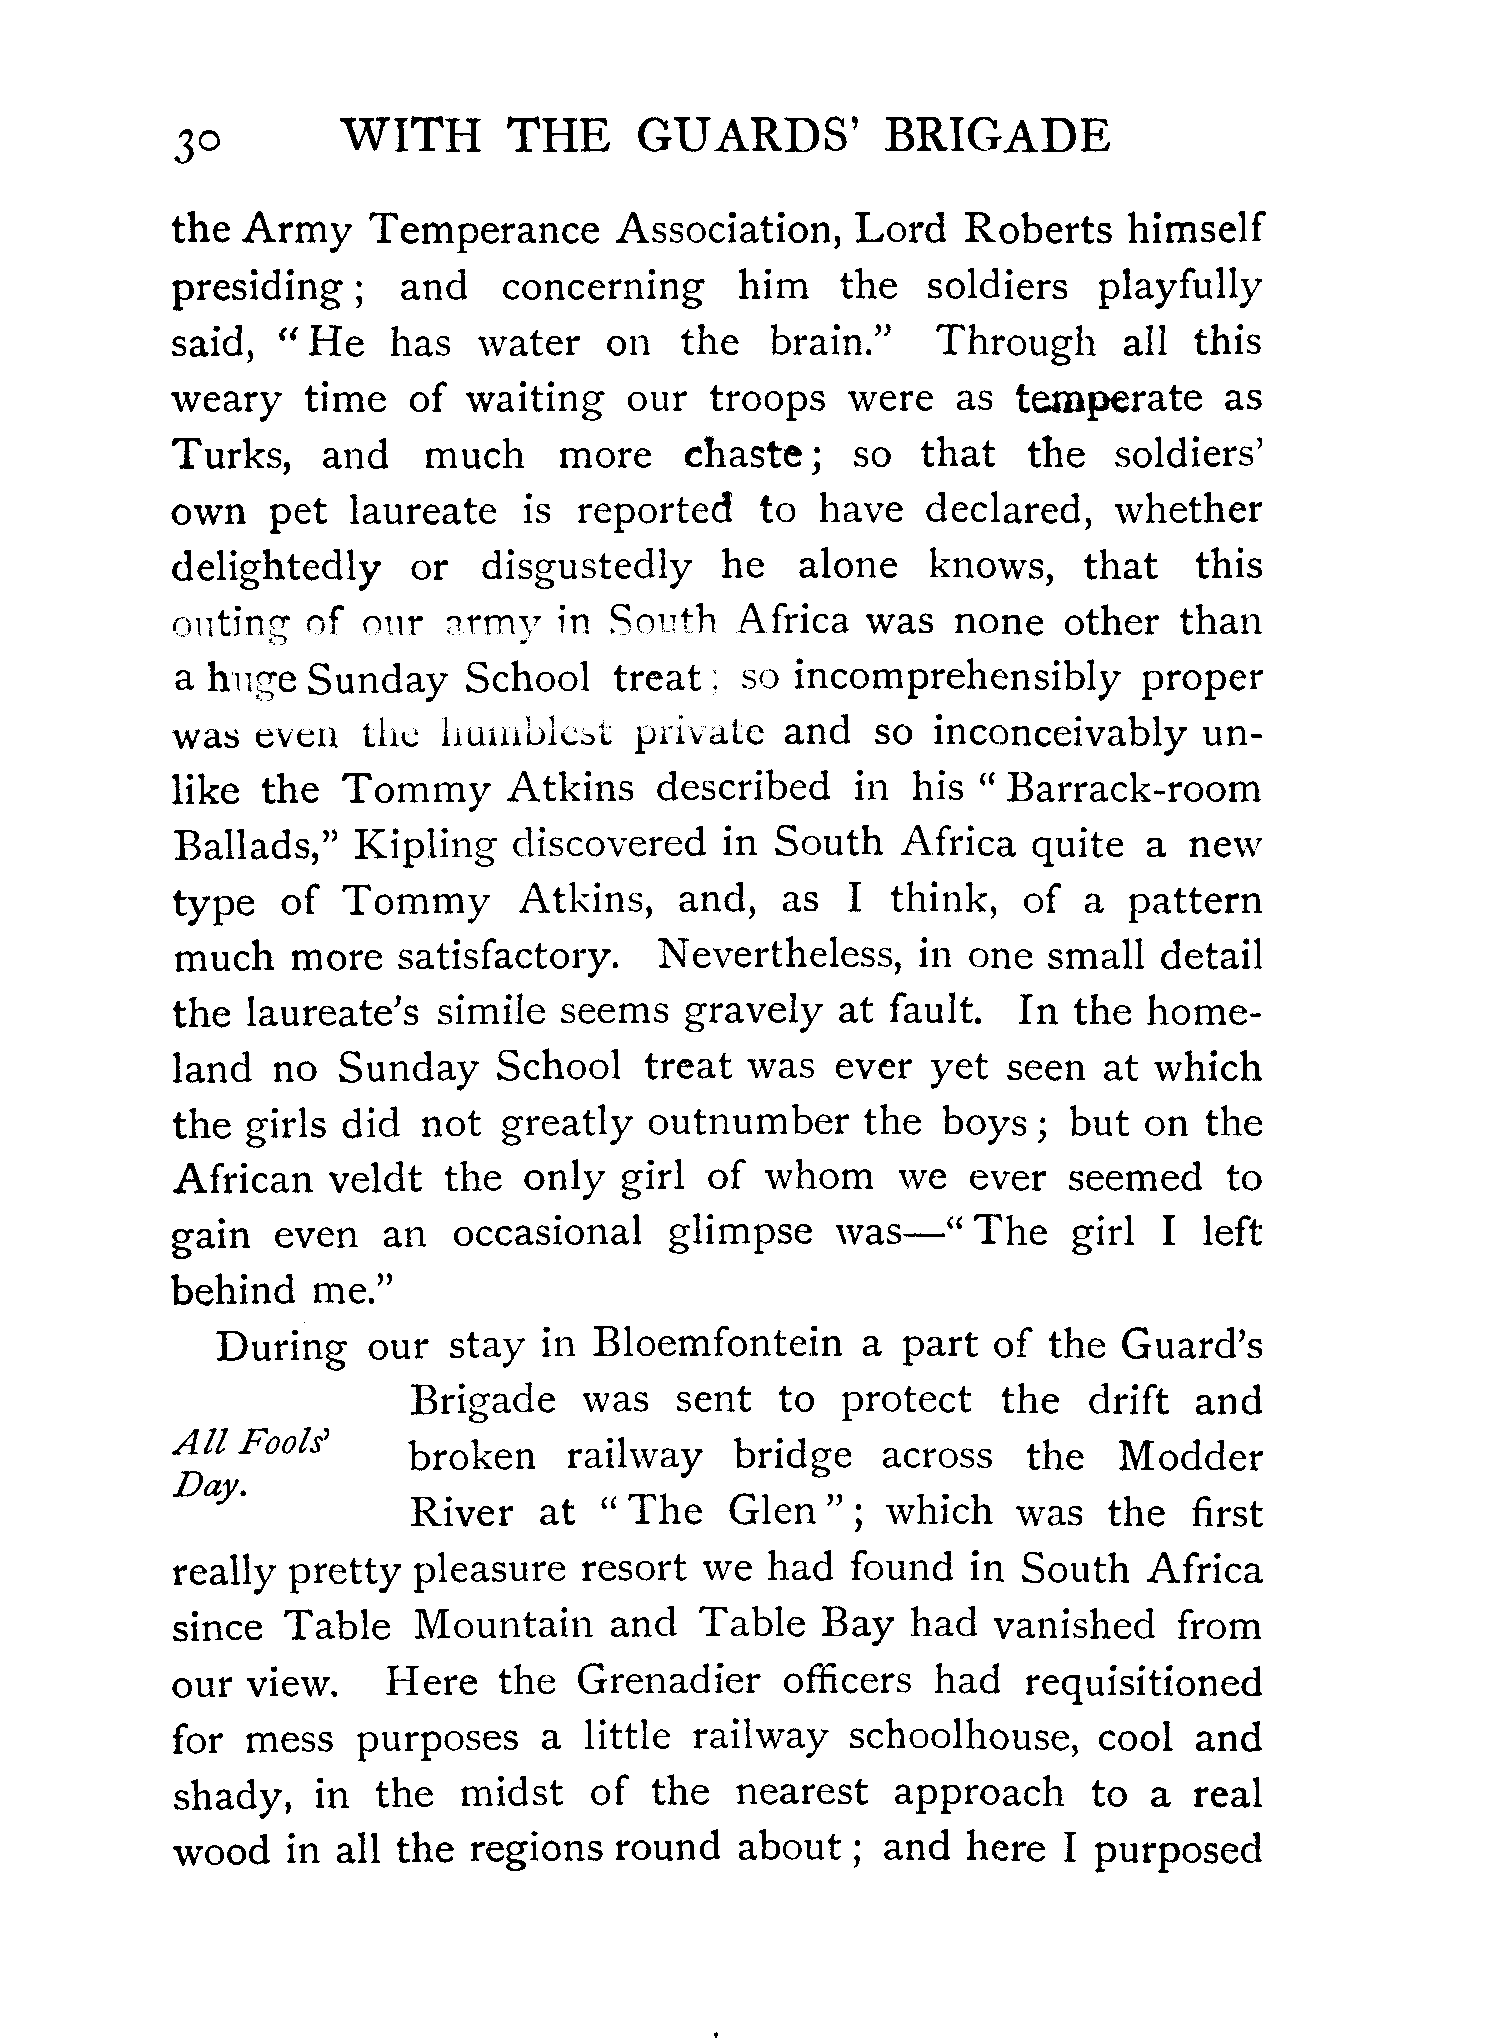 30 WITH THE GUARDS' BRIGADE
the Army Temperance Association, Lord Roberts himself
presiding ; and concerning him the soldiers playfully
said, “ He has water on the brain.” Through all this
weary time of waiting our troops were as temperate as
Turks, and much more chaste ; so that the soldiers'
own pet laureate is reported to have declared, whether
delightedly or disgustedly he alone knows, that this
outing of our army in South Africa was none other than
a huge Sunday School treat ; so incomprehensibly proper
was even the humblest private and so inconceivably un-
like the Tommy Atkins described in his “ Barrack-room
Ballads,” Kipling discovered in South Africa quite a new
type of Tommy Atkins, and, as I think, of a pattern
much more satisfactory. Nevertheless, in one small detail
the laureate's simile seems gravely at fault. In the home-
land no Sunday School treat was ever yet seen at which
the girls did not greatly outnumber the boys ; but on the
African veldt the only girl of whom we ever seemed to
gain even an occasional glimpse was—“ The girl I left
behind me.”
During our stay in Bloemfontein a part of the Guard's
Brigade was sent to protect the drift and
All Fools'
Day.
broken railway bridge across the Modder
River at “ The Glen ” ; which was the first
really pretty pleasure resort we had found in South Africa
since Table Mountain and Table Bay had vanished from
our view. Here the Grenadier officers had requisitioned
for mess purposes a little railway schoolhouse, cool and
shady, in the midst of the nearest approach to a real
wood in all the regions round about ; and here I purposed